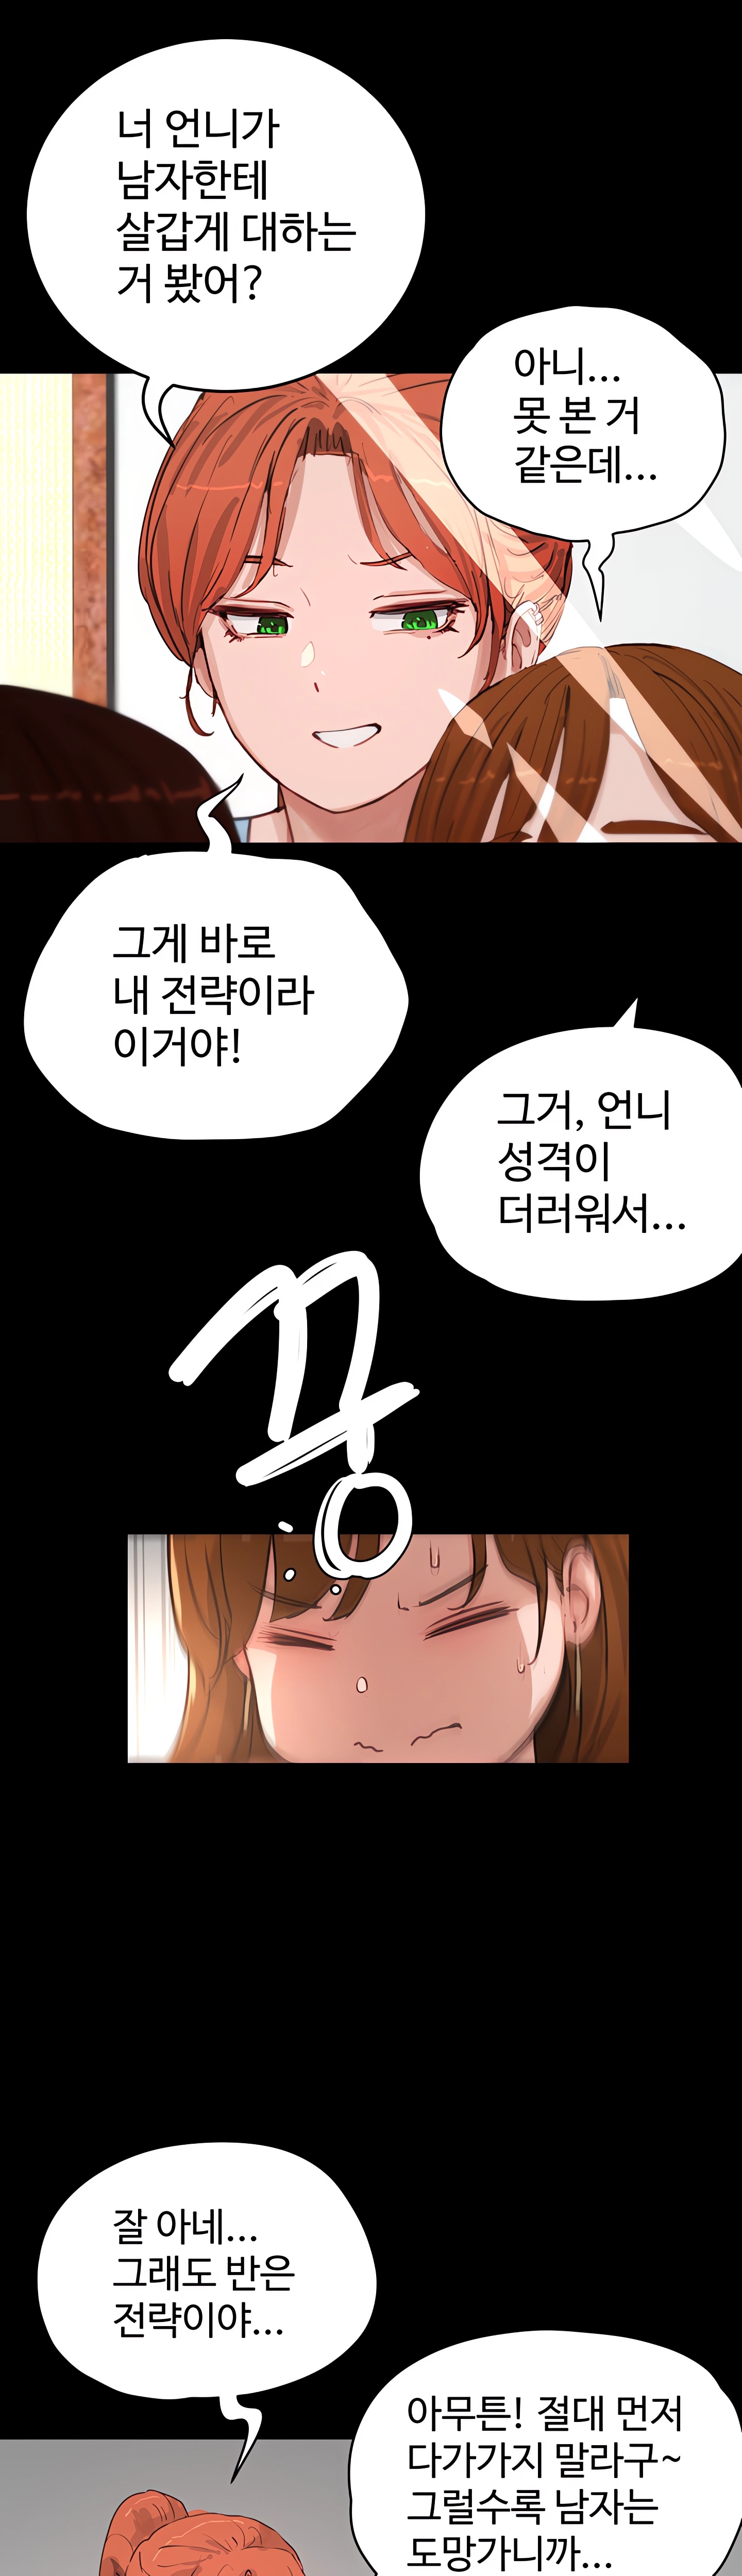 너 언니가
남자한테
살갑게 대하는
거 봤어?
아니...
못 본 거
같은데...
그게 바로
내 전략이라
이거야!
그거, 언니
성격이
더러워서...
꽁
잘 아네...
그래도 반은
전략이야...
아무튼! 절대 먼저
다가가지 말라구~
그럴수록 남자는
도망가니까...